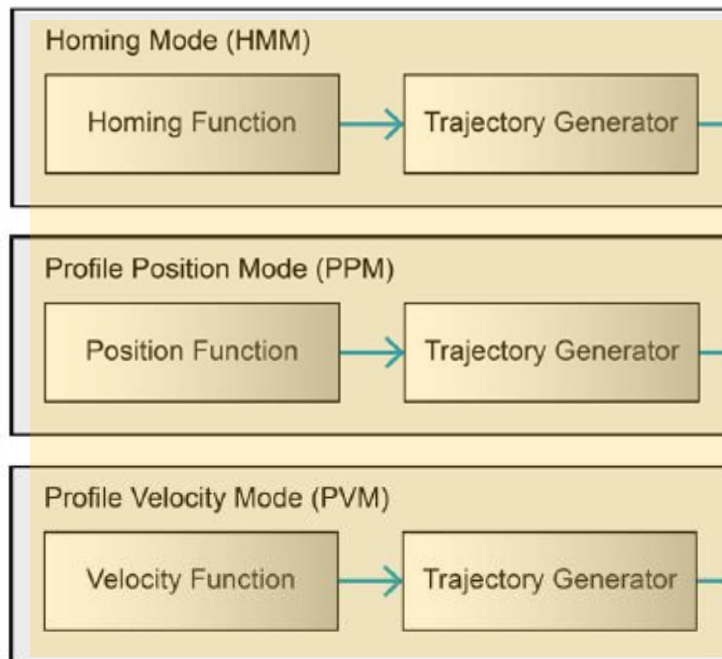 Homing Mode (HMM)
Homing Function
Trajectory Generator
Profile Position Mode (PPM)
Position Function
Trajectory Generator
Profile Velocity Mode (PVM)
Velocity Function
Trajectory Generator